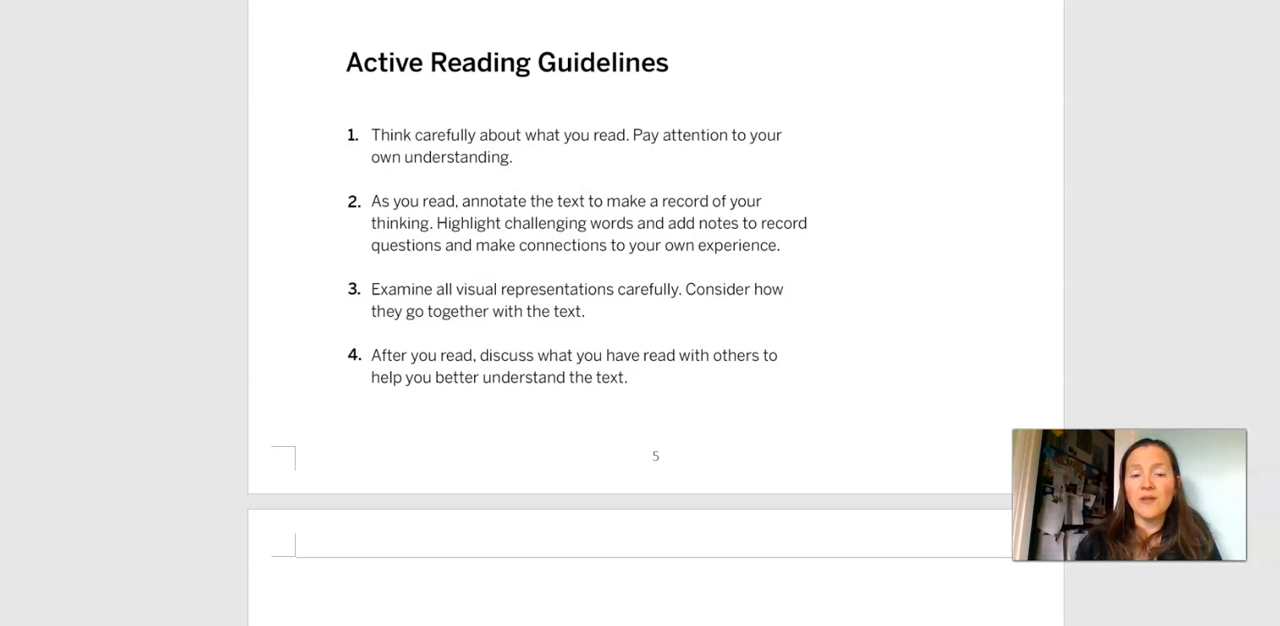 Active Reading Guidelines
1. Think carefully about what you read. Pay attention to your
own understanding.
2. As you read, annotate the text to make a record of your
thinking. Highlight challenging words and add notes to record
questions and make connections to your own experience.
3. Examine all visual representations carefully. Consider how
they go together with the text.
4. After you read, discuss what you have read with others to
help you better understand the text.
5